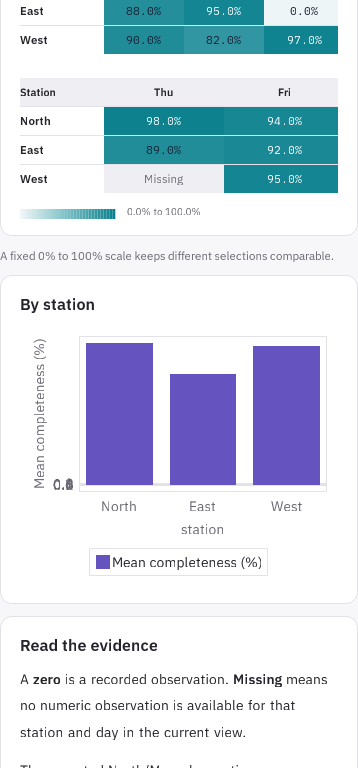 East 88.0% 95.0% 0.0%
West 90.0% 82.0% 97.0%
Station Thu Fri
North 98.0% 94.0%
East 89.0% 92.0%
West Missing 95.0%
0.0% to 100.0%
A fixed 0% to 100% scale keeps different selections comparable.
By station
Mean completeness (%)
North East West
station
Mean completeness (%)
Read the evidence
A zero is a recorded observation. Missing means
no numeric observation is available for that
station and day in the current view.